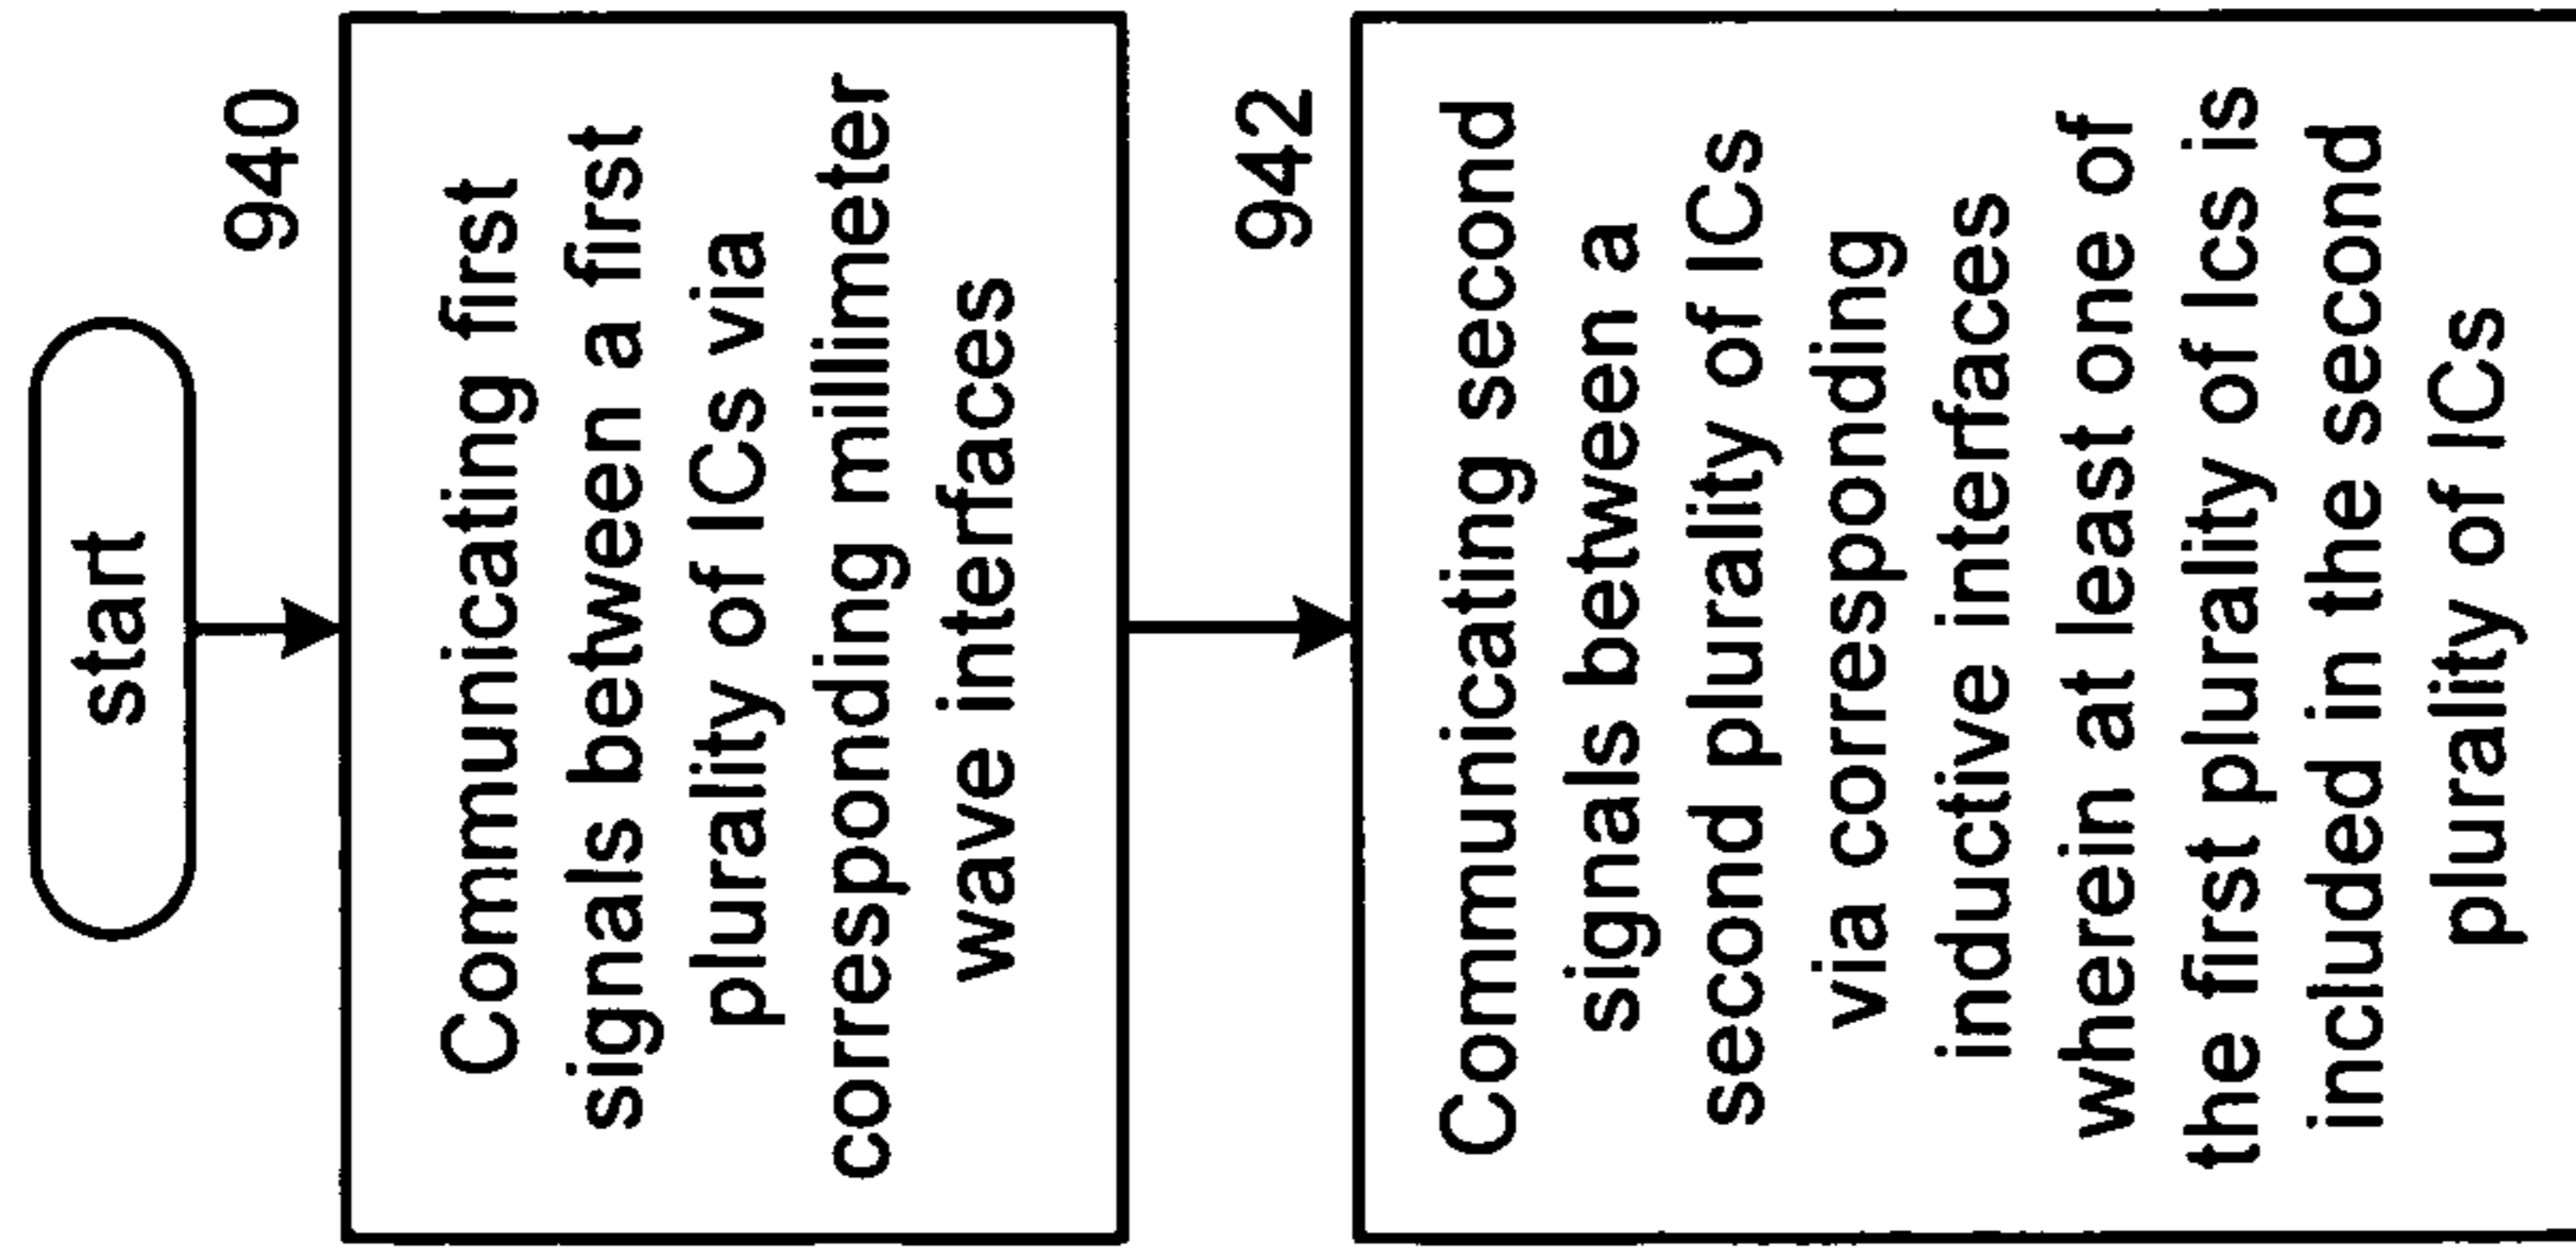 start
940
Communicating first
signals between a first
plurality of ICs via
corresponding millimeter
wave interfaces
942
Communicating second
signals between a
second plurality of ICs
via corresponding
inductive interfaces
wherein at least one of
the first plurality of Ics is
included in the second
plurality of ICs